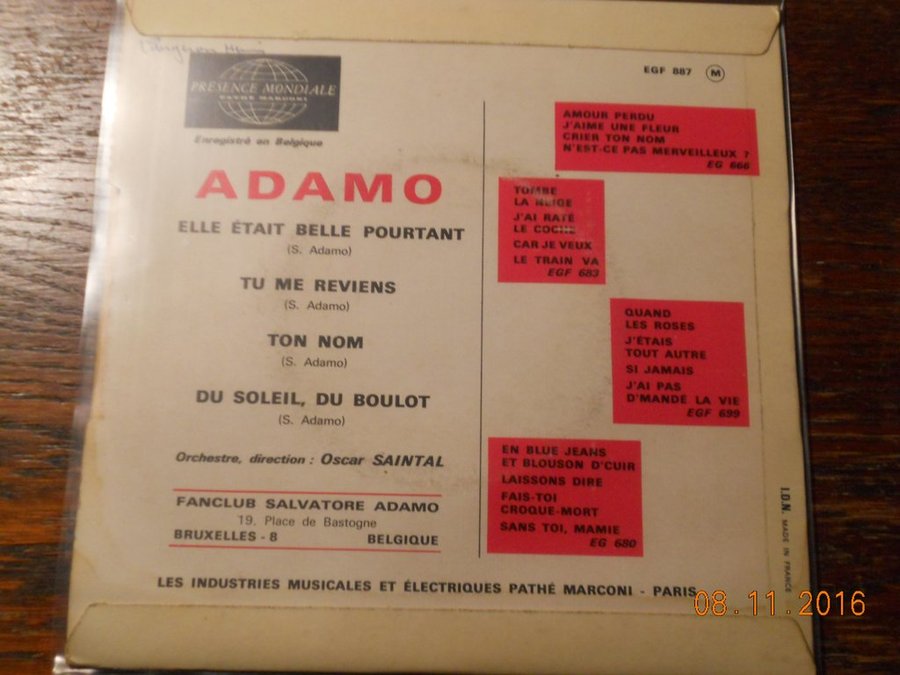 EGF 887 M
PRESENCE MONDIALE
PATHÉ MARCONI
Enregistré en Belgique
ADAMO
ELLE ÉTAIT BELLE POURTANT
(S. Adamo)
TU ME REVIENS
(S. Adamo)
TON NOM
(S. Adamo)
DU SOLEIL, DU BOULOT
(S. Adamo)
Orchestre, direction : Oscar SAINTAL
FANCLUB SALVATORE ADAMO
19, Place de Bastogne
BRUXELLES - 8 BELGIQUE
AMOUR PERDU
J'AIME UNE FLEUR
CRIER TON NOM
N'EST-CE PAS MERVEILLEUX ?
EG 666
TOMBE
LA NEIGE
J'AI RATÉ
LE COCHE
CAR JE VEUX
LE TRAIN VA
EGF 683
QUAND
LES ROSES
J'ÉTAIS
TOUT AUTRE
SI JAMAIS
J'AI PAS
D'MANDE LA VIE
EGF 699
EN BLUE JEANS
ET BLOUSON D'CUIR
LAISSONS DIRE
FAIS-TOI
CROQUE-MORT
SANS TOI, MAMIE
EG 680
I.D.N. MADE IN FRANCE
LES INDUSTRIES MUSICALES ET ÉLECTRIQUES PATHÉ MARCONI - PARIS
08.11.2016